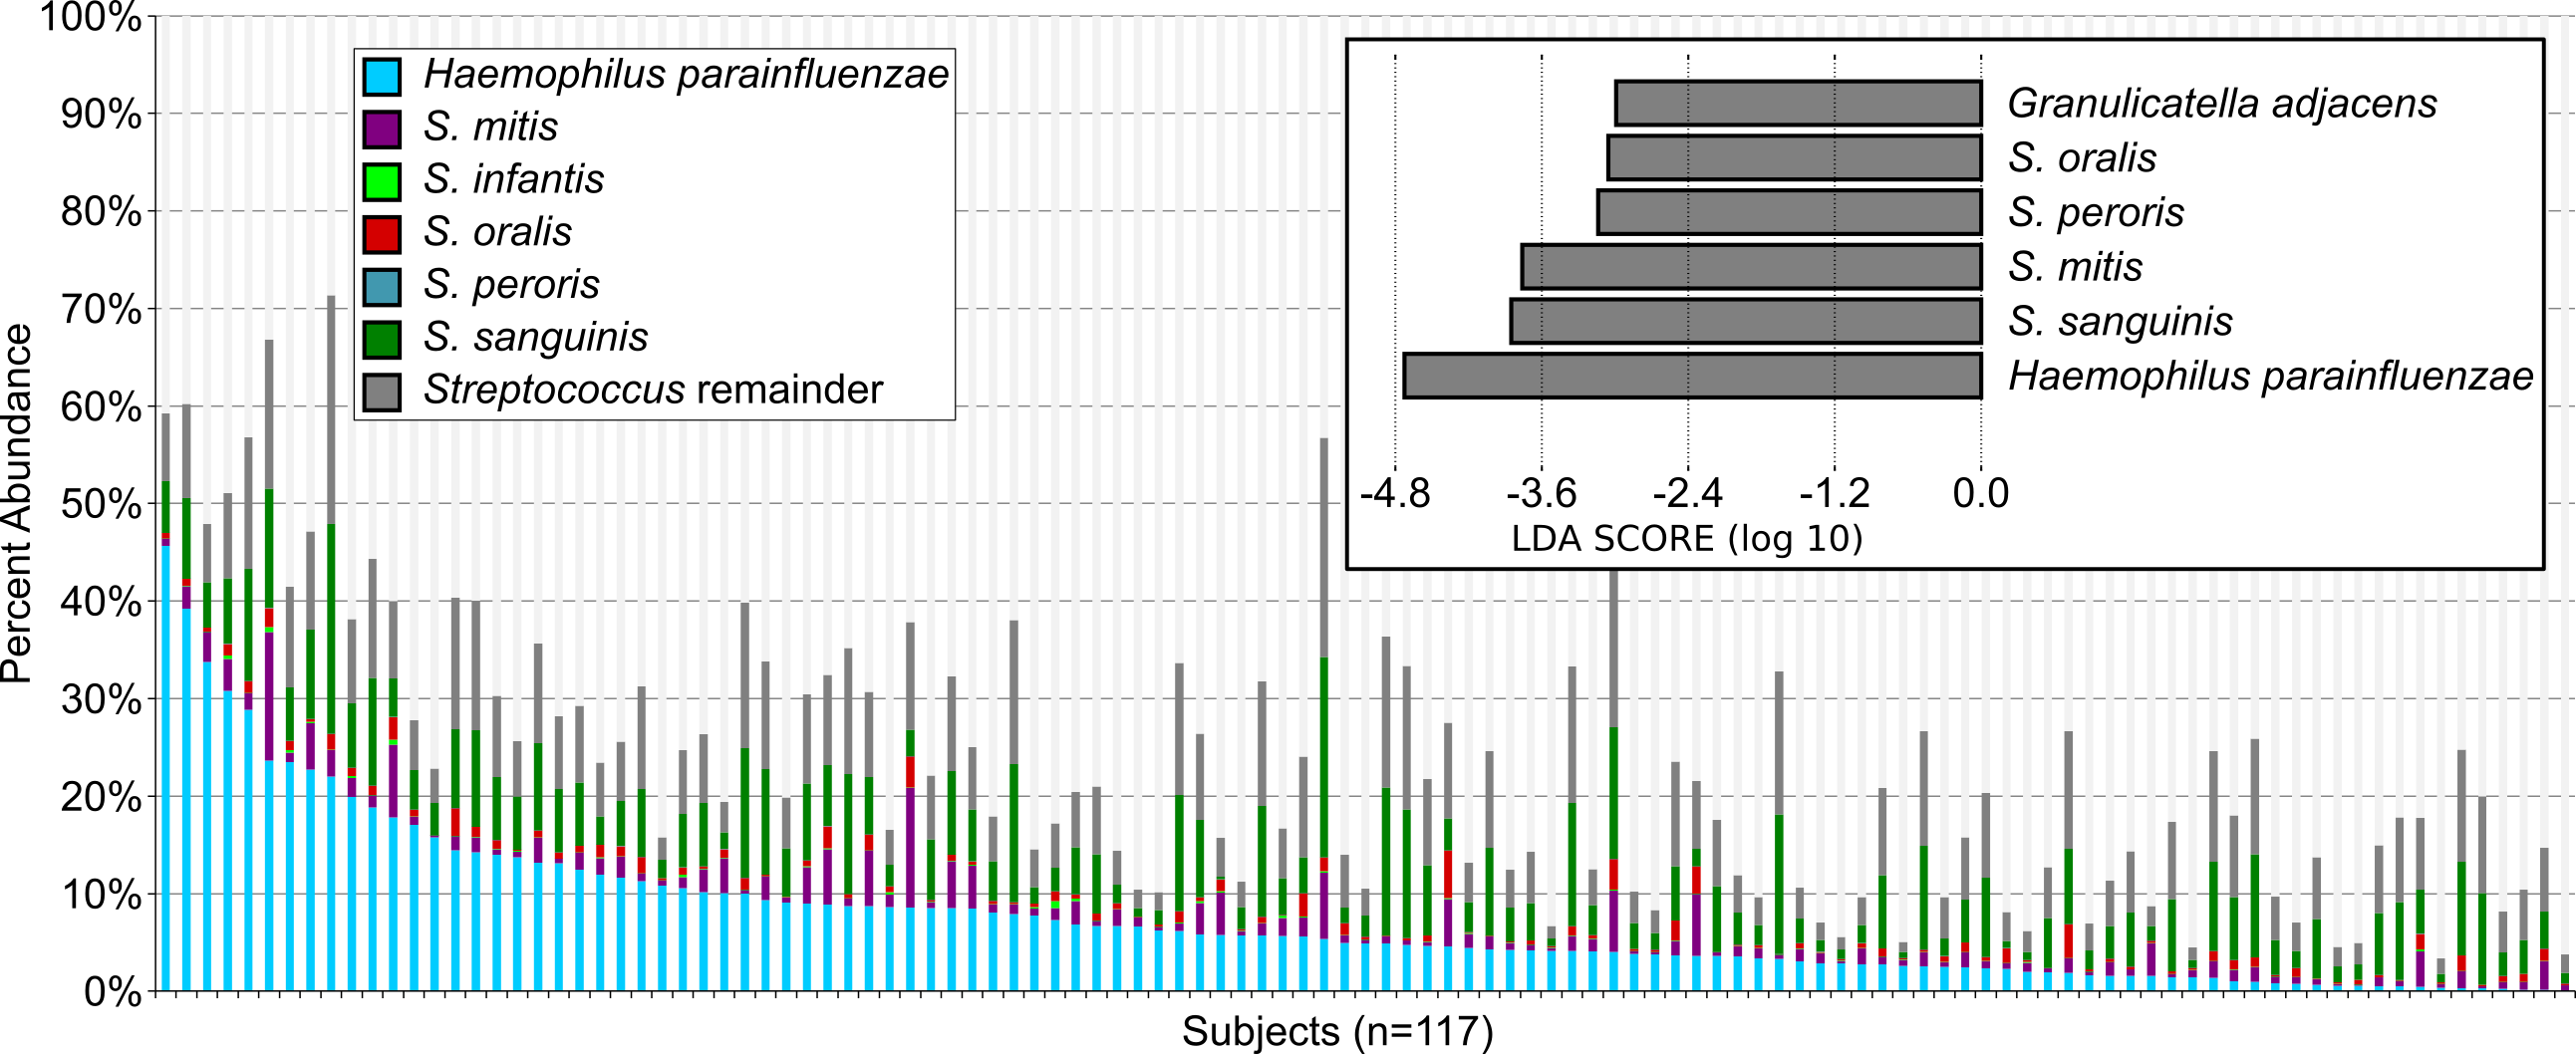 100%
90%
80%
70%
60%
50%
40%
30%
20%
10%
0%
Percent Abundance
Subjects (n=117)
Haemophilus parainfluenzae
S. mitis
S. infantis
S. oralis
S. peroris
S. sanguinis
Streptococcus remainder
Granulicatella adjacens
S. oralis
S. peroris
S. mitis
S. sanguinis
Haemophilus parainfluenzae
-4.8 -3.6 -2.4 -1.2 0.0
LDA SCORE (log 10)